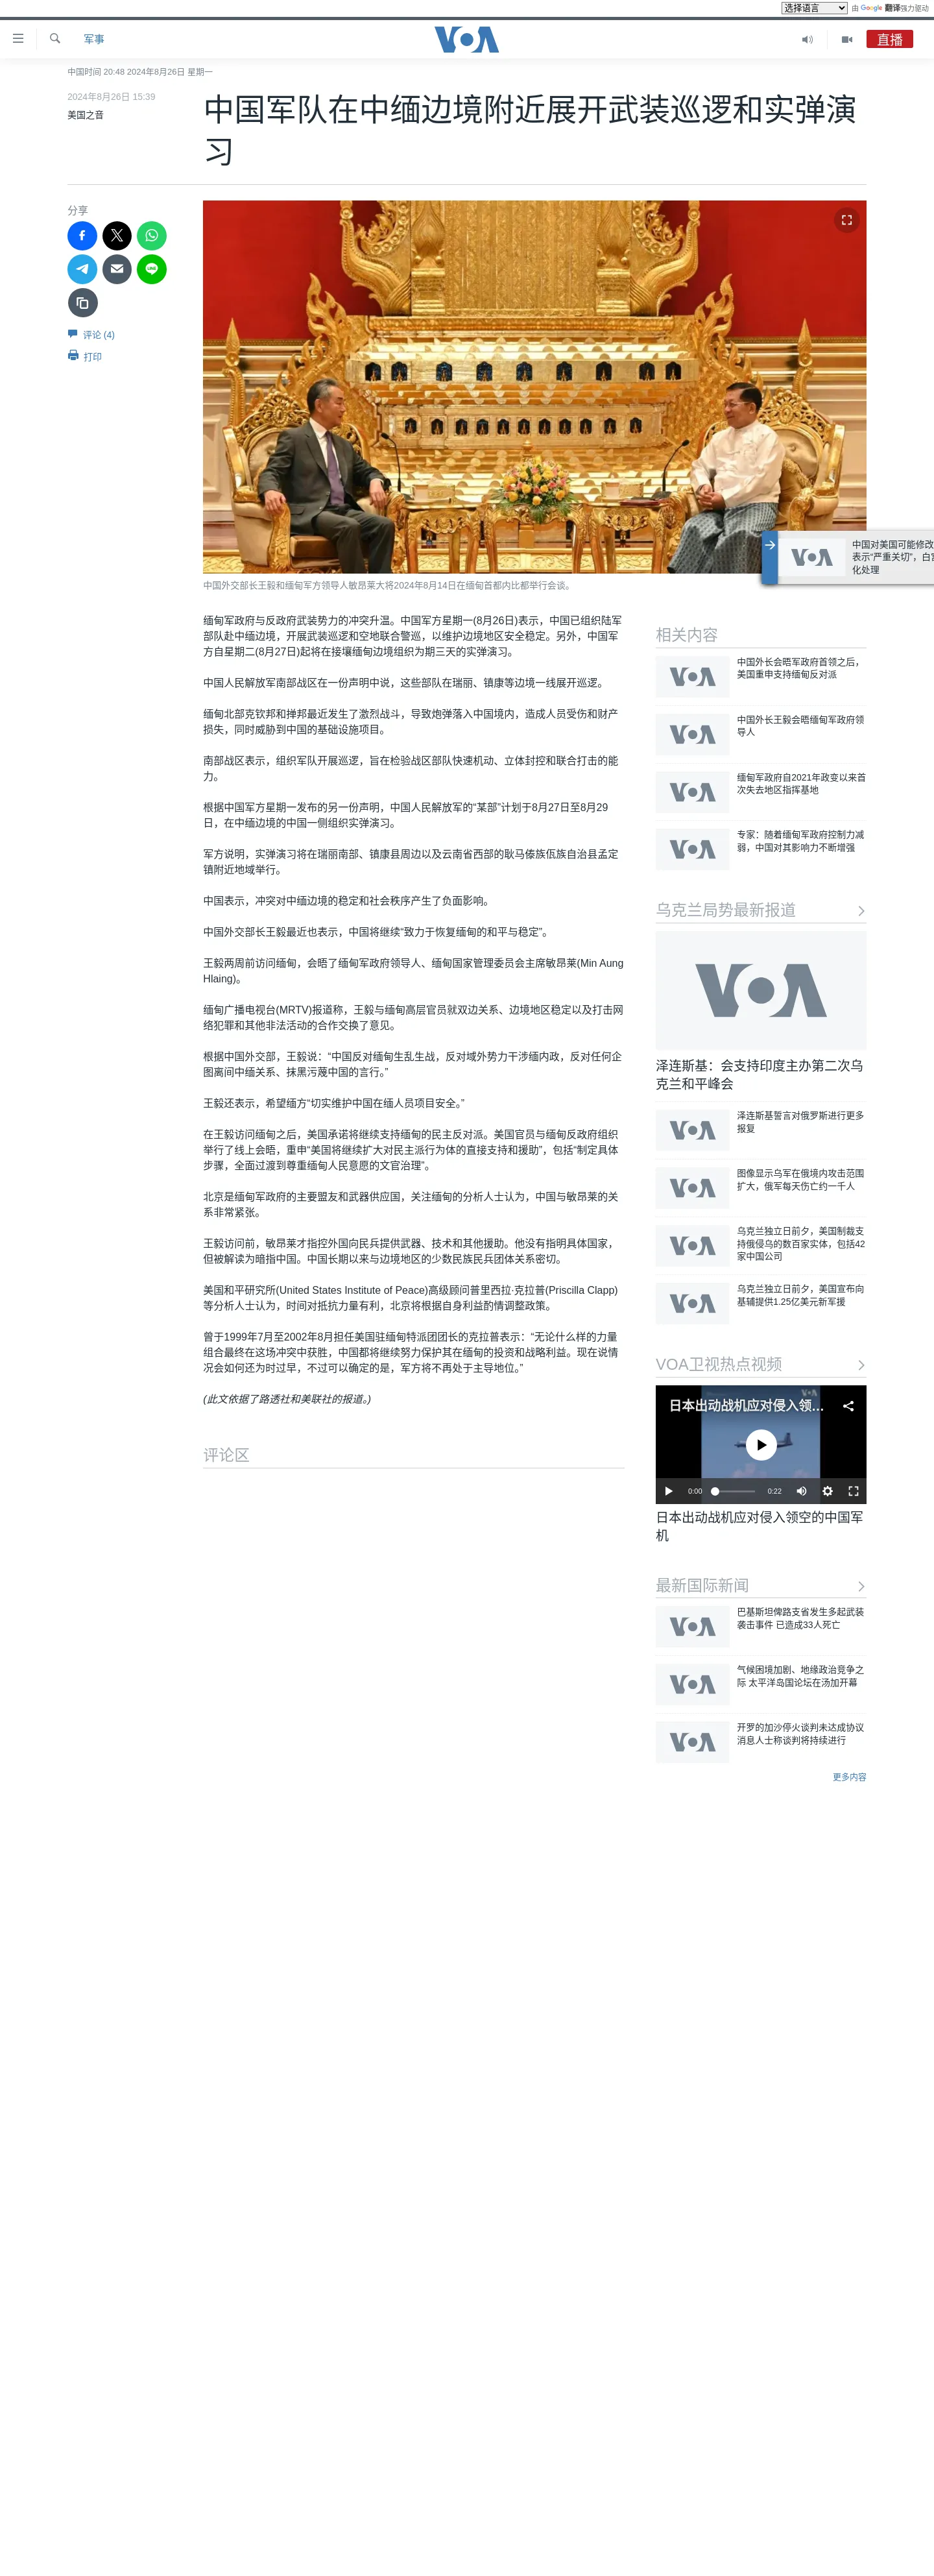 选择语言 由 Google 翻译强力驱动
军事
VOA
直播
中国时间 20:48 2024年8月26日 星期一
2024年8月26日 15:39
美国之音
中国军队在中缅边境附近展开武装巡逻和实弹演
习
分享
评论 (4)
打印
中国外交部长王毅和缅甸军方领导人敏昂莱大将2024年8月14日在缅甸首都内比都举行会谈。
中国对美国可能修改
表示“严重关切”，白宫
化处理
缅甸军政府与反政府武装势力的冲突升温。中国军方星期一(8月26日)表示，中国已组织陆军
部队赴中缅边境，开展武装巡逻和空地联合警巡，以维护边境地区安全稳定。另外，中国军
方自星期二(8月27日)起将在接壤缅甸边境组织为期三天的实弹演习。
中国人民解放军南部战区在一份声明中说，这些部队在瑞丽、镇康等边境一线展开巡逻。
缅甸北部克钦邦和掸邦最近发生了激烈战斗，导致炮弹落入中国境内，造成人员受伤和财产
损失，同时威胁到中国的基础设施项目。
南部战区表示，组织军队开展巡逻，旨在检验战区部队快速机动、立体封控和联合打击的能
力。
根据中国军方星期一发布的另一份声明，中国人民解放军的“某部”计划于8月27日至8月29
日，在中缅边境的中国一侧组织实弹演习。
军方说明，实弹演习将在瑞丽南部、镇康县周边以及云南省西部的耿马傣族佤族自治县孟定
镇附近地域举行。
中国表示，冲突对中缅边境的稳定和社会秩序产生了负面影响。
中国外交部长王毅最近也表示，中国将继续“致力于恢复缅甸的和平与稳定”。
王毅两周前访问缅甸，会晤了缅甸军政府领导人、缅甸国家管理委员会主席敏昂莱(Min Aung
Hlaing)。
缅甸广播电视台(MRTV)报道称，王毅与缅甸高层官员就双边关系、边境地区稳定以及打击网
络犯罪和其他非法活动的合作交换了意见。
根据中国外交部，王毅说：“中国反对缅甸生乱生战，反对域外势力干涉缅内政，反对任何企
图离间中缅关系、抹黑污蔑中国的言行。”
王毅还表示，希望缅方“切实维护中国在缅人员项目安全。”
在王毅访问缅甸之后，美国承诺将继续支持缅甸的民主反对派。美国官员与缅甸反政府组织
举行了线上会晤，重申“美国将继续扩大对民主派行为体的直接支持和援助”，包括“制定具体
步骤，全面过渡到尊重缅甸人民意愿的文官治理”。
北京是缅甸军政府的主要盟友和武器供应国，关注缅甸的分析人士认为，中国与敏昂莱的关
系非常紧张。
王毅访问前，敏昂莱才指控外国向民兵提供武器、技术和其他援助。他没有指明具体国家，
但被解读为暗指中国。中国长期以来与边境地区的少数民族民兵团体关系密切。
美国和平研究所(United States Institute of Peace)高级顾问普里西拉·克拉普(Priscilla Clapp)
等分析人士认为，时间对抵抗力量有利，北京将根据自身利益酌情调整政策。
曾于1999年7月至2002年8月担任美国驻缅甸特派团团长的克拉普表示：“无论什么样的力量
组合最终在这场冲突中获胜，中国都将继续努力保护其在缅甸的投资和战略利益。现在说情
况会如何还为时过早，不过可以确定的是，军方将不再处于主导地位。”
(此文依据了路透社和美联社的报道。)
评论区
相关内容
VOA
中国外长会晤军政府首领之后，
美国重申支持缅甸反对派
VOA
中国外长王毅会晤缅甸军政府领
导人
VOA
缅甸军政府自2021年政变以来首
次失去地区指挥基地
VOA
专家：随着缅甸军政府控制力减
弱，中国对其影响力不断增强
乌克兰局势最新报道
VOA
泽连斯基：会支持印度主办第二次乌
克兰和平峰会
VOA
泽连斯基誓言对俄罗斯进行更多
报复
VOA
图像显示乌军在俄境内攻击范围
扩大，俄军每天伤亡约一千人
VOA
乌克兰独立日前夕，美国制裁支
持俄侵乌的数百家实体，包括42
家中国公司
VOA
乌克兰独立日前夕，美国宣布向
基辅提供1.25亿美元新军援
VOA卫视热点视频
VOA
日本出动战机应对侵入领...
0:00 0:22
日本出动战机应对侵入领空的中国军
机
最新国际新闻
VOA
巴基斯坦俾路支省发生多起武装
袭击事件 已造成33人死亡
VOA
气候困境加剧、地缘政治竞争之
际 太平洋岛国论坛在汤加开幕
VOA
开罗的加沙停火谈判未达成协议
消息人士称谈判将持续进行
更多内容